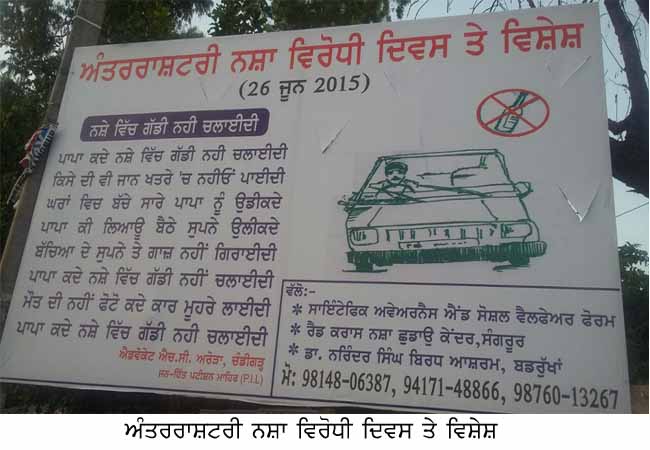 ਅੰਤਰਰਾਸ਼ਟਰੀ ਨਸ਼ਾ ਵਿਰੋਧੀ ਦਿਵਸ ਤੇ ਵਿਸ਼ੇਸ਼
(26 ਜੂਨ 2015)
ਨਸ਼ੇ ਵਿੱਚ ਗੱਡੀ ਨਹੀ ਚਲਾਈਦੀ
ਪਾਪਾ ਕਦੇ ਨਸ਼ੇ ਵਿੱਚ ਗੱਡੀ ਨਹੀ ਚਲਾਈਦੀ
ਕਿਸੇ ਦੀ ਵੀ ਜਾਨ ਖਤਰੇ 'ਚ ਨਹੀਓਂ ਪਾਈਦੀ
ਘਰਾਂ ਵਿਚ ਬੱਚੇ ਸਾਰੇ ਪਾਪਾ ਨੂੰ ਉਡੀਕਦੇ
ਪਾਪਾ ਕੀ ਲਿਆਊ ਬੈਠੇ ਸੁਪਨੇ ਉਲੀਕਦੇ
ਬੱਚਿਆ ਦੇ ਸੁਪਨੇ ਤੇ ਗਾਜ਼ ਨਹੀਂ ਗਿਰਾਈਦੀ
ਪਾਪਾ ਕਦੇ ਨਸ਼ੇ ਵਿੱਚ ਗੱਡੀ ਨਹੀਂ ਚਲਾਈਦੀ
ਮੌਤ ਦੀ ਨਹੀਂ ਫੋਟੋ ਕਦੇ ਕਾਰ ਮੂਹਰੇ ਲਾਈਦੀ
ਪਾਪਾ ਕਦੇ ਨਸ਼ੇ ਵਿੱਚ ਗੱਡੀ ਨਹੀ ਚਲਾਈਦੀ
ਐਡਵੋਕੇਟ ਐਚ.ਸੀ. ਅਰੋੜਾ, ਚੰਡੀਗੜ੍ਹ
ਜਨ-ਹਿੱਤ ਪਟੀਸ਼ਨ ਮਾਹਿਰ (P.I.L)
ਵੱਲੋ:-
* ਸਾਇੰਟੇਫਿਕ ਅਵੇਅਰਨੈਸ ਐਂਡ ਸੋਸ਼ਲ ਵੈਲਫੇਅਰ ਫੋਰਮ
* ਰੈਡ ਕਰਾਸ ਨਸ਼ਾ ਛੁਡਾਊ ਕੇਂਦਰ,ਸੰਗਰੂਰ
* ਡਾ. ਨਰਿੰਦਰ ਸਿੰਘ ਬਿਰਧ ਆਸ਼ਰਮ, ਬਡਰੁੱਖਾਂ
ਮੋ: 98148-06387, 94171-48866, 98760-13267
ਅੰਤਰਰਾਸ਼ਟਰੀ ਨਸ਼ਾ ਵਿਰੋਧੀ ਦਿਵਸ ਤੇ ਵਿਸ਼ੇਸ਼